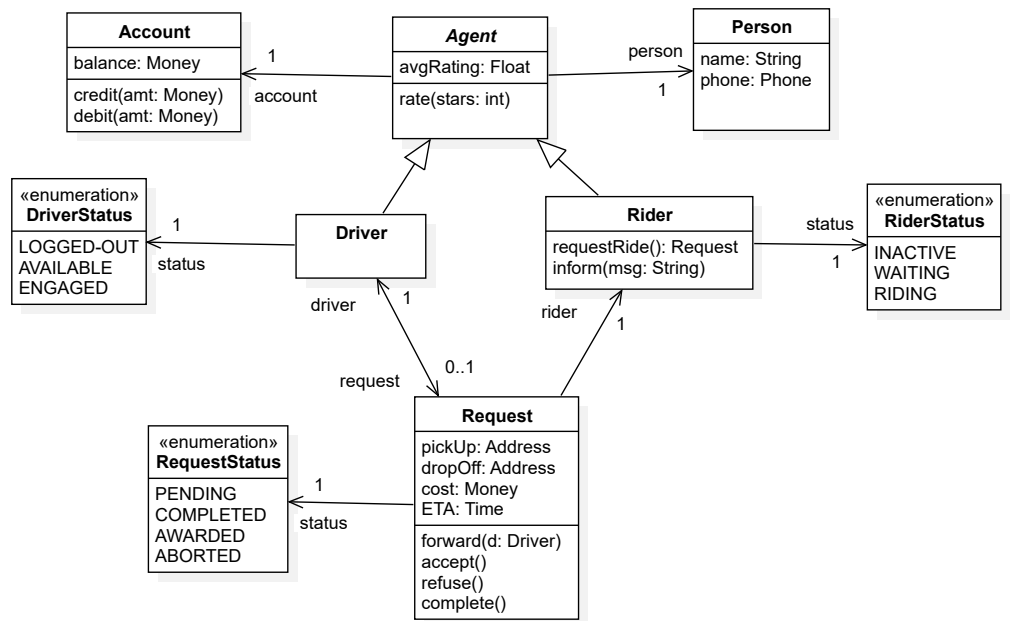 Account
balance: Money
credit(amt: Money)
debit(amt: Money)
1
account
Agent
avgRating: Float
rate(stars: int)
person
1
Person
name: String
phone: Phone
«enumeration»
DriverStatus
LOGGED-OUT
AVAILABLE
ENGAGED
1
status
Driver
Rider
requestRide(): Request
inform(msg: String)
status
1
«enumeration»
RiderStatus
INACTIVE
WAITING
RIDING
driver
1
rider
1
request
0..1
«enumeration»
RequestStatus
PENDING
COMPLETED
AWARDED
ABORTED
1
status
Request
pickUp: Address
dropOff: Address
cost: Money
ETA: Time
forward(d: Driver)
accept()
refuse()
complete()